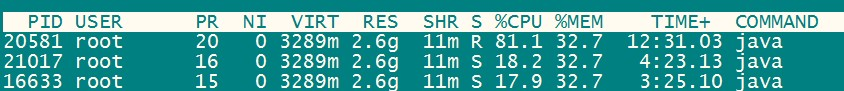 PID USER PR NI VIRT RES SHR S %CPU %MEM TIME+ COMMAND
20581 root 20 0 3289m 2.6g 11m R 81.1 32.7 12:31.03 java
21017 root 16 0 3289m 2.6g 11m S 18.2 32.7 4:23.13 java
16633 root 15 0 3289m 2.6g 11m S 17.9 32.7 3:25.10 java